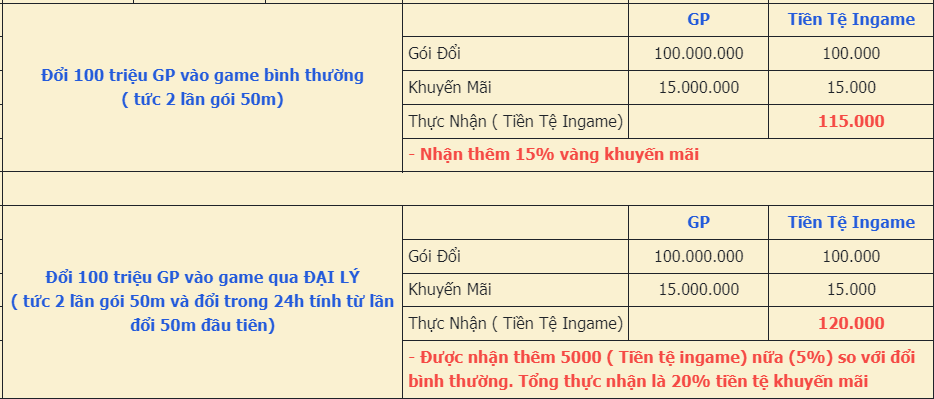 GP Tiền Tệ Ingame
Gói Đổi 100.000.000 100.000
Đổi 100 triệu GP vào game bình thường
( tức 2 lần gói 50m)
Khuyến Mãi 15.000.000 15.000
Thực Nhận ( Tiền Tệ Ingame) 115.000
- Nhận thêm 15% vàng khuyến mãi
GP Tiền Tệ Ingame
Gói Đổi 100.000.000 100.000
Đổi 100 triệu GP vào game qua ĐẠI LÝ
( tức 2 lần gói 50m và đổi trong 24h tính từ lần
đổi 50m đầu tiên)
Khuyến Mãi 15.000.000 15.000
Thực Nhận ( Tiền Tệ Ingame) 120.000
- Được nhận thêm 5000 ( Tiền tệ ingame) nữa (5%) so với đổi
bình thường. Tổng thực nhận là 20% tiền tệ khuyến mãi